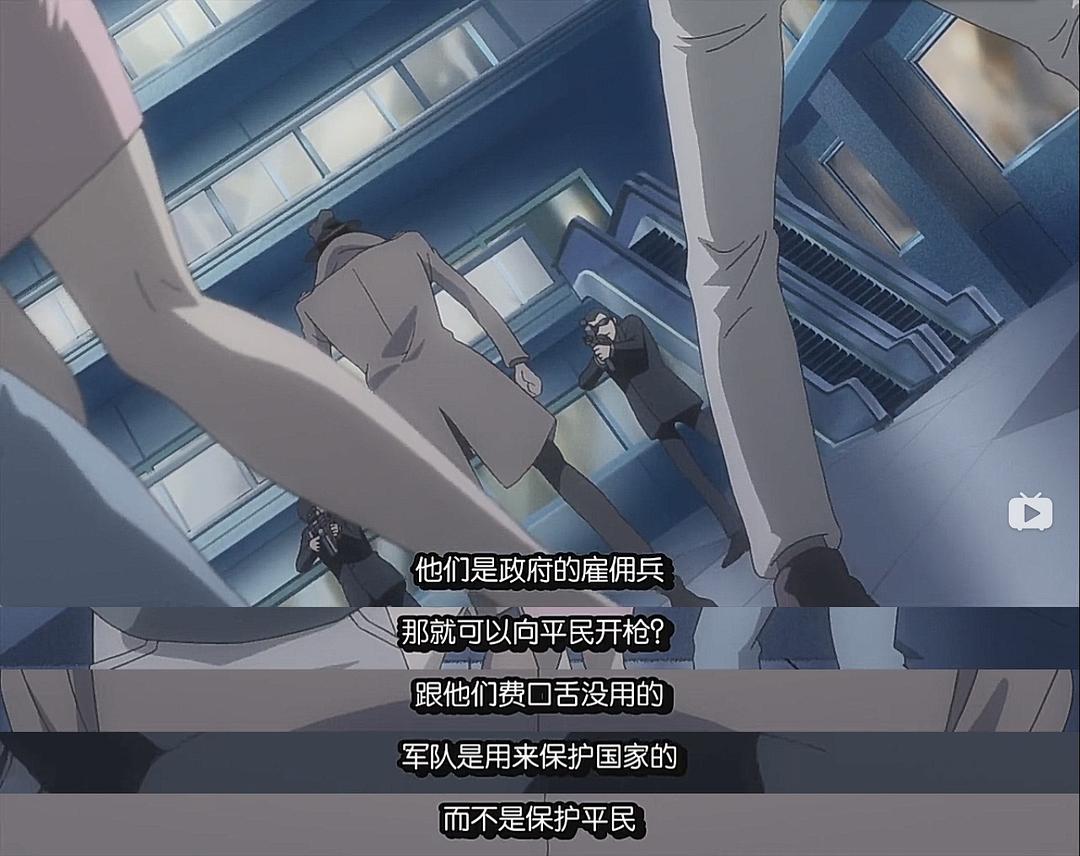 他们是政府的雇佣兵
那就可以向平民开枪?
跟他们费口舌没用的
军队是用来保护国家的
而不是保护平民